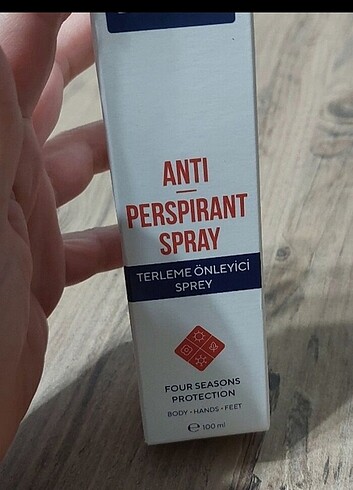 ANTI
PERSPIRANT
SPRAY
TERLEME ÖNLEYİCİ
SPREY
FOUR SEASONS
PROTECTION
BODY • HANDS • FEET
℮ 100 ml